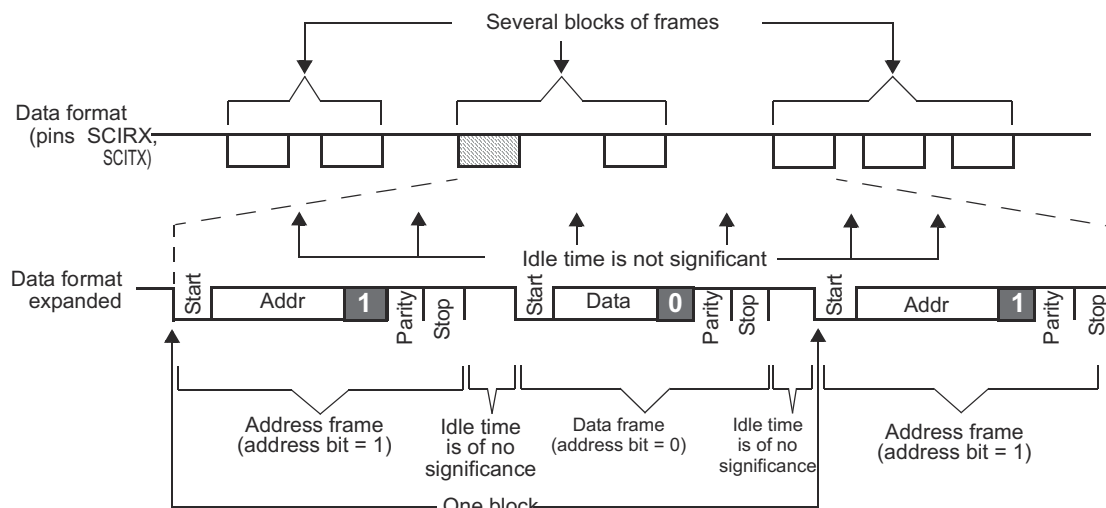 Several blocks of frames
Data format
(pins SCIRX,
SCITX)
Idle time is not significant
Data format
expanded
Start
Addr
1
Parity
Stop
Start
Data
0
Parity
Stop
Start
Addr
1
Parity
Stop
Address frame
(address bit = 1)
Idle time
is of no
significance
Data frame
(address bit = 0)
Idle time
is of no
significance
Address frame
(address bit = 1)
One block